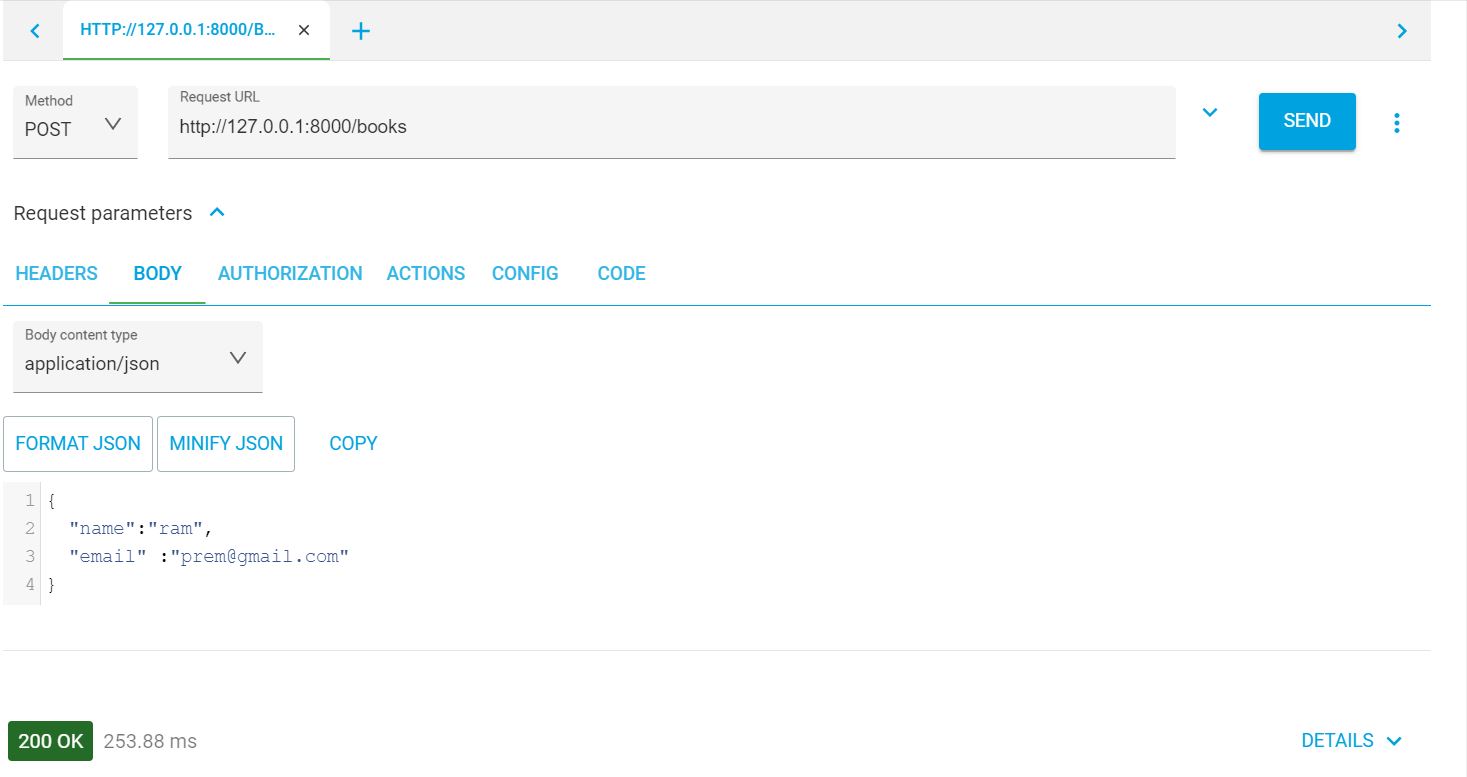 HTTP://127.0.0.1:8000/B...
Method
POST
Request URL
http://127.0.0.1:8000/books
SEND
Request parameters
HEADERS BODY AUTHORIZATION ACTIONS CONFIG CODE
Body content type
application/json
FORMAT JSON MINIFY JSON COPY
1 {
2 "name":"ram",
3 "email" :"prem@gmail.com"
4 }
200 OK 253.88 ms DETAILS